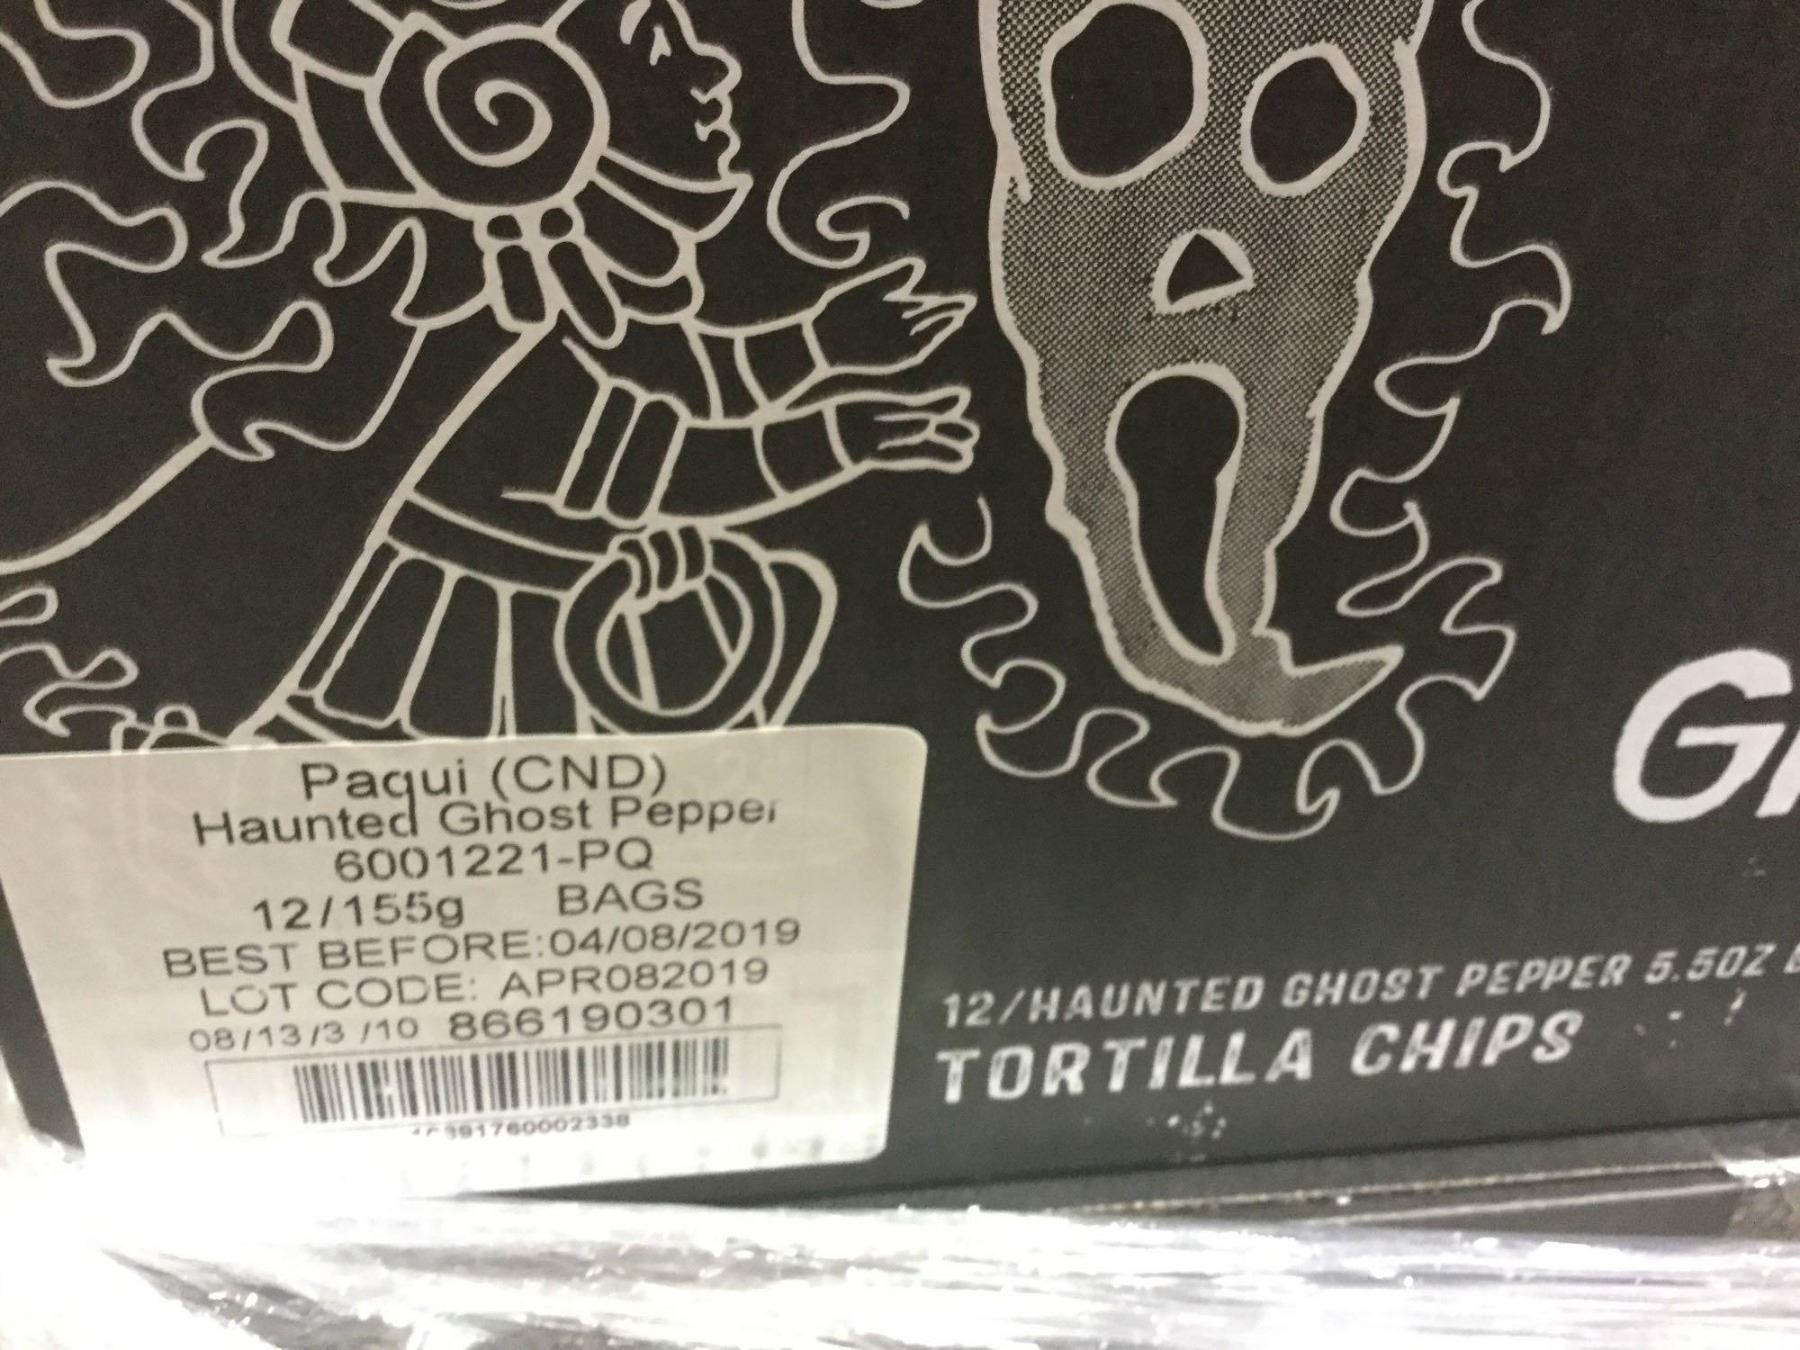 Paqui (CND)
Haunted Ghost Pepper
6001221-PQ
12/155g BAGS
BEST BEFORE:04/08/2019
LOT CODE: APR082019
08/13/3 /10 866190301
12/HAUNTED GHOST PEPPER 5.5OZ
TORTILLA CHIPS